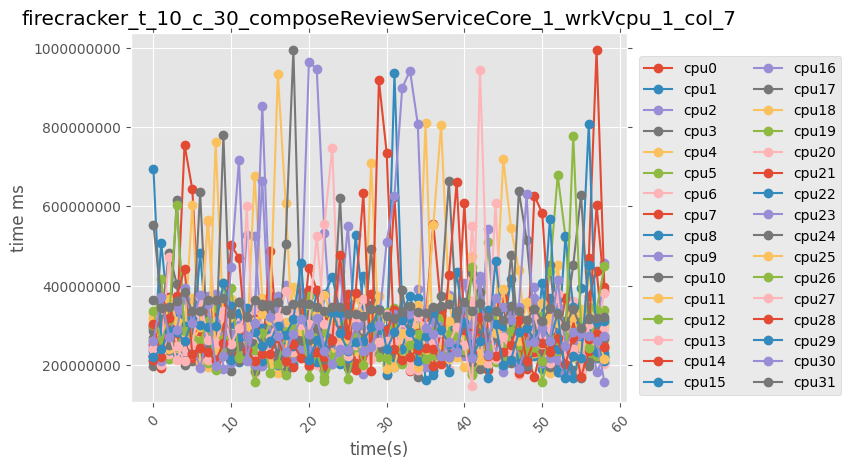 firecracker_t_10_c_30_composeReviewServiceCore_1_wrkVcpu_1_col_7
time ms
1000000000
800000000
600000000
400000000
200000000
0
10
20
30
40
50
60
time(s)
cpu0
cpu1
cpu2
cpu3
cpu4
cpu5
cpu6
cpu7
cpu8
cpu9
cpu10
cpu11
cpu12
cpu13
cpu14
cpu15
cpu16
cpu17
cpu18
cpu19
cpu20
cpu21
cpu22
cpu23
cpu24
cpu25
cpu26
cpu27
cpu28
cpu29
cpu30
cpu31